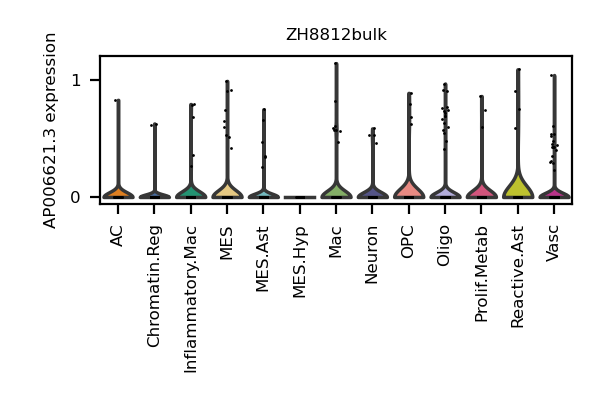 ZH8812bulk
AP006621.3 expression
1
0
AC
Chromatin.Reg
Inflammatory.Mac
MES
MES.Ast
MES.Hyp
Mac
Neuron
OPC
Oligo
Prolif.Metab
Reactive.Ast
Vasc